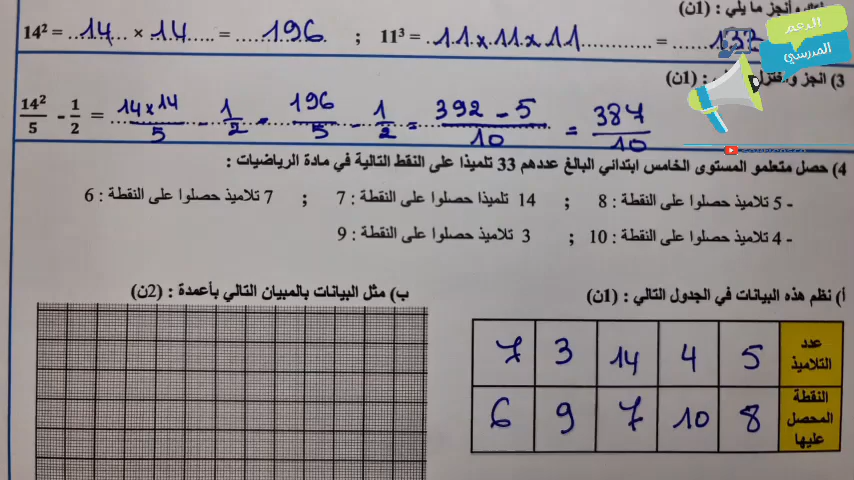 وأنجز ما يلي : (1ن)
14² = 14 × 14 = 196 ; 11³ = 11 x 11 x 11 =
الدعم
المدرسي
3) انجز و : (1ن)
14²/5 - 1/2 = 14 x 14/5 - 1/2 = 196/5 - 1/2 = 392 - 5/10 = 387/10
4) حصل متعلمو المستوى الخامس ابتدائي البالغ عددهم 33 تلميذا على النقط التالية في مادة الرياضيات :
- 5 تلاميذ حصلوا على النقطة : 8 ; 14 تلميذا حصلوا على النقطة : 7 ; 7 تلاميذ حصلوا على النقطة : 6
- 4 تلاميذ حصلوا على النقطة : 10 ; 3 تلاميذ حصلوا على النقطة : 9
أ) نظم هذه البيانات في الجدول التالي : (1ن)
عدد التلاميذ 5 4 14 3 7
النقطة المحصل عليها 8 10 7 9 6
ب) مثل البيانات بالمبيان التالي بأعمدة : (2ن)